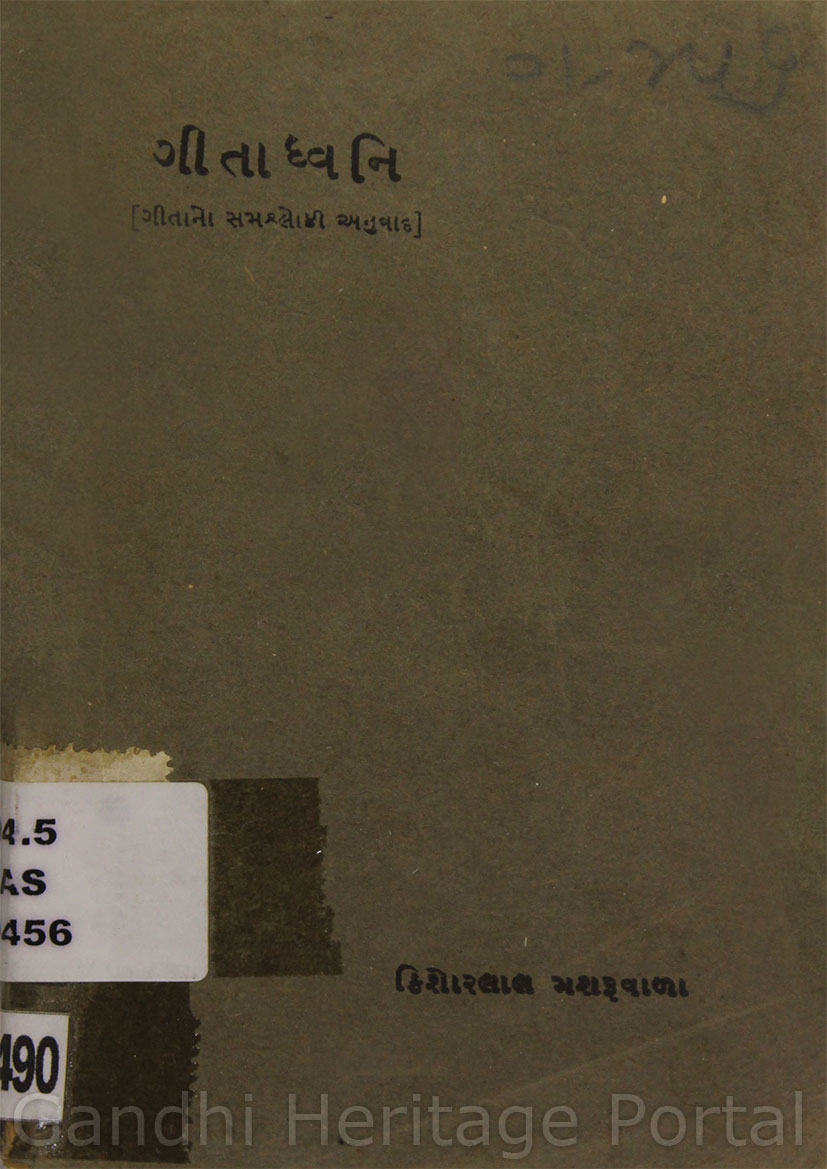 ગીતા ધ્વનિ
[ગીતાનો સમશ્લોકી અનુવાદ]
4.5
AS
456
કિશોરલાલ મશરૂવાળા
490
Gandhi Heritage Portal